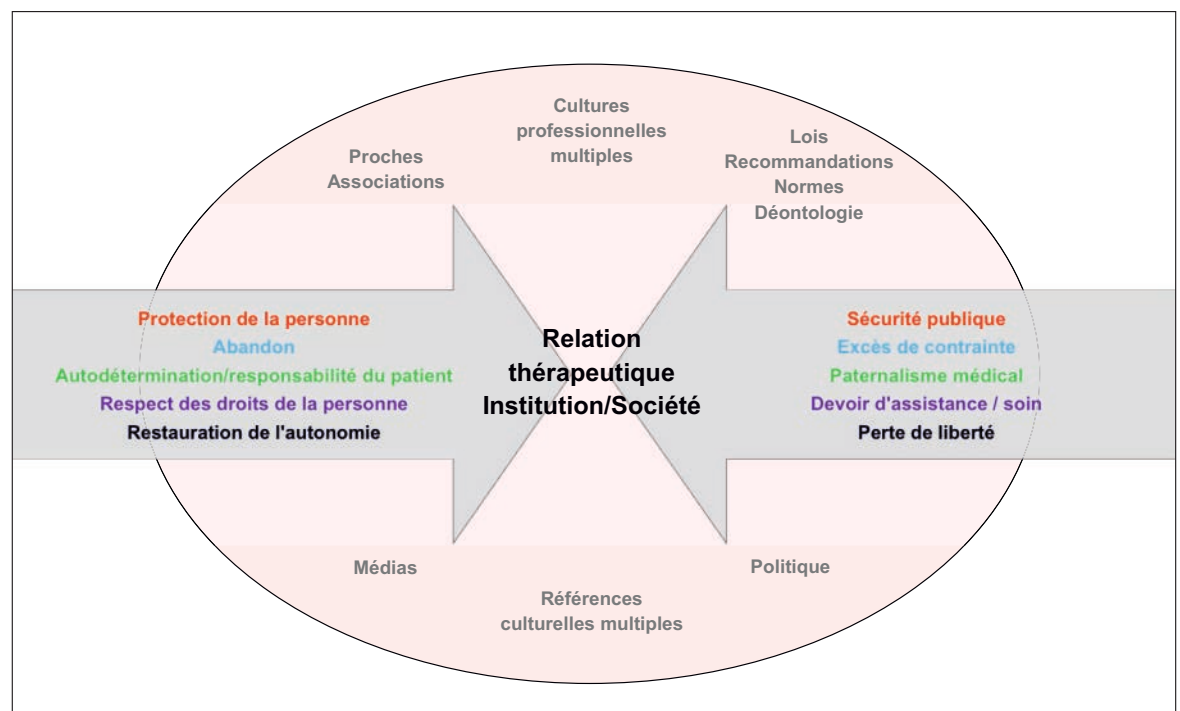 Cultures
professionnelles
multiples
Proches
Associations
Lois
Recommandations
Normes
Déontologie
Protection de la personne
Abandon
Autodétermination/responsabilité du patient
Respect des droits de la personne
Restauration de l'autonomie
Relation
thérapeutique
Institution/Société
Sécurité publique
Excès de contrainte
Paternalisme médical
Devoir d'assistance / soin
Perte de liberté
Médias
Références
culturelles multiples
Politique